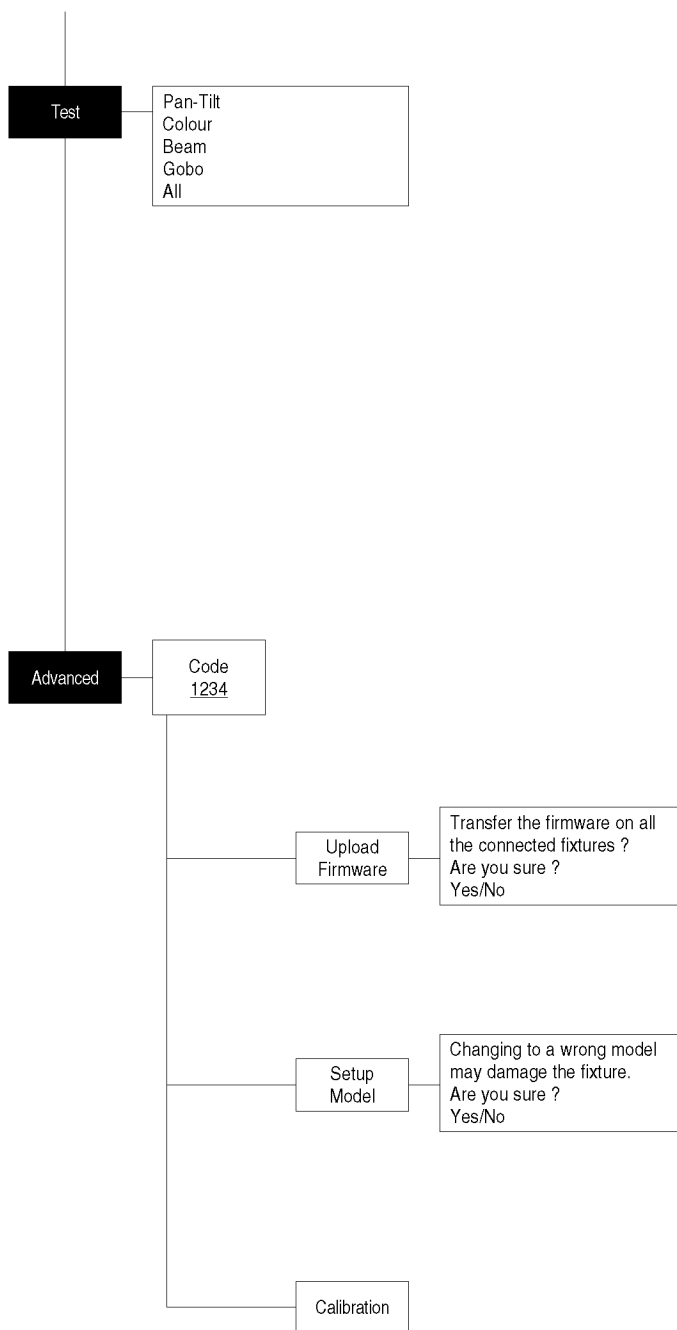 Test
Pan-Tilt
Colour
Beam
Gobo
All
Advanced
Code
1234
Upload
Firmware
Transfer the firmware on all
the connected fixtures ?
Are you sure ?
Yes/No
Setup
Model
Changing to a wrong model
may damage the fixture.
Are you sure ?
Yes/No
Calibration